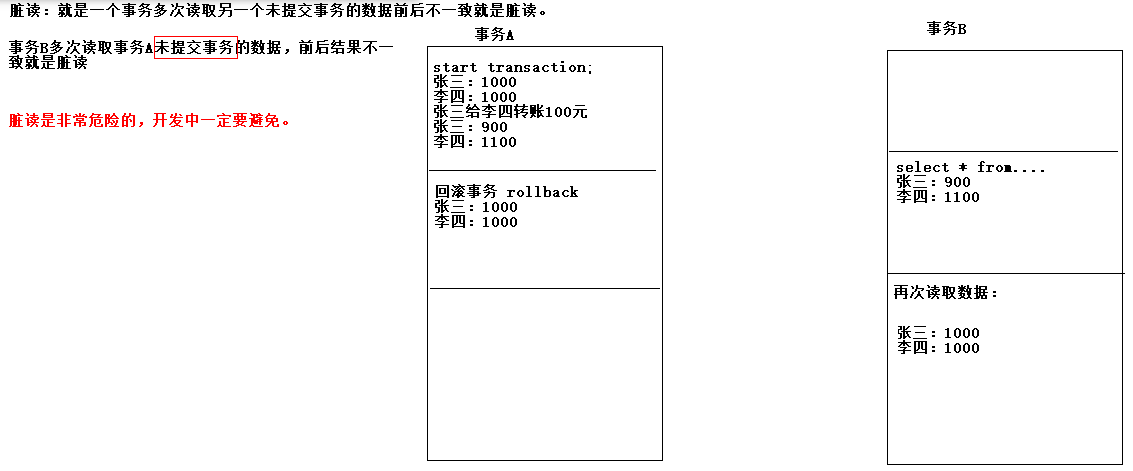 脏读：就是一个事务多次读取另一个未提交事务的数据前后不一致就是脏读。
事务B多次读取事务A未提交事务的数据，前后结果不一
致就是脏读
脏读是非常危险的，开发中一定要避免。
事务A
start transaction;
张三：1000
李四：1000
张三给李四转账100元
张三：900
李四：1100
回滚事务 rollback
张三：1000
李四：1000
事务B
select * from....
张三：900
李四：1100
再次读取数据：
张三：1000
李四：1000